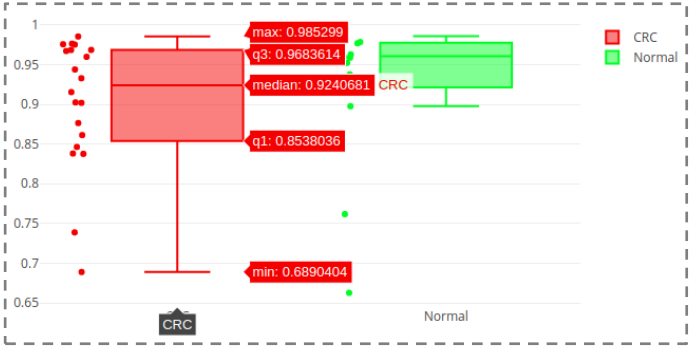 1
0.95
0.9
0.85
0.8
0.75
0.7
0.65
max: 0.985299
q3: 0.9683614
median: 0.9240681
CRC
q1: 0.8538036
min: 0.6890404
CRC
Normal
CRC
Normal